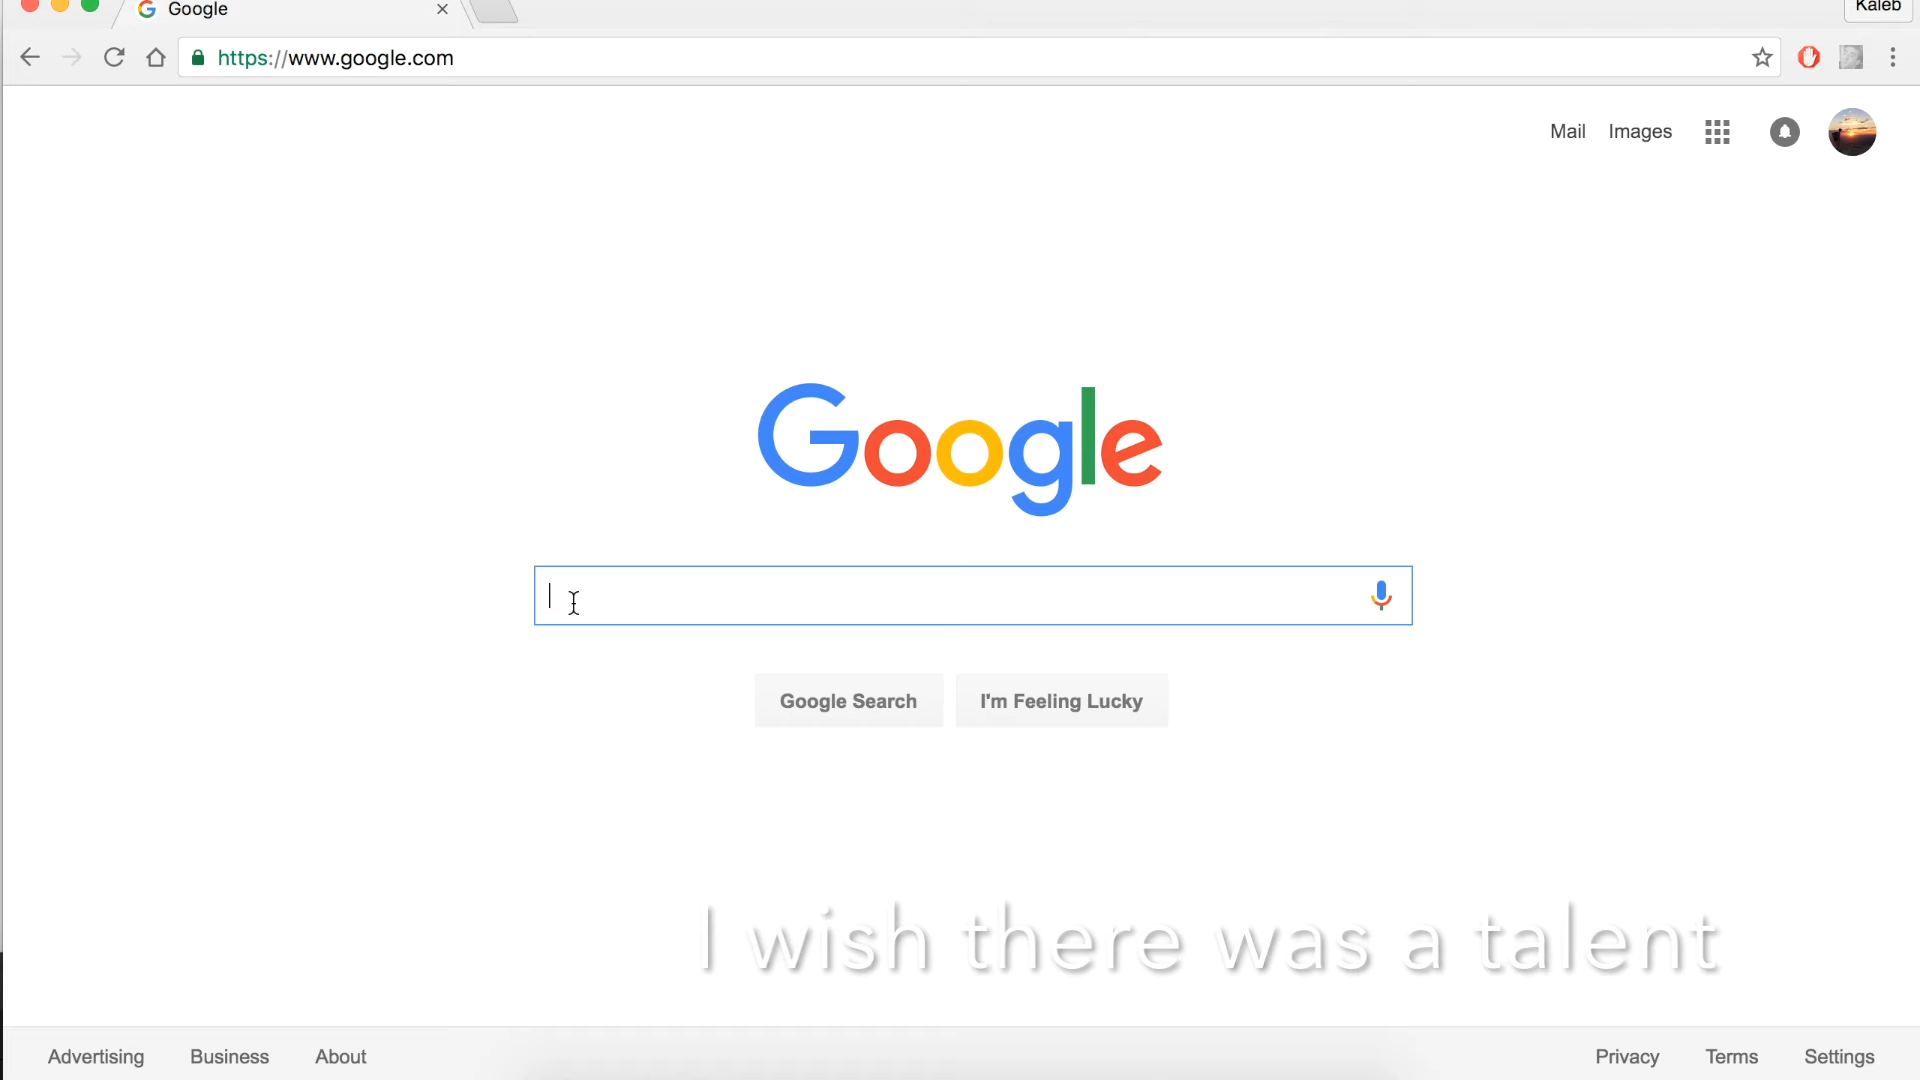 Google
Kaleb
https://www.google.com
Mail Images
Google
Google Search I'm Feeling Lucky
I wish there was a talent
Advertising Business About Privacy Terms Settings